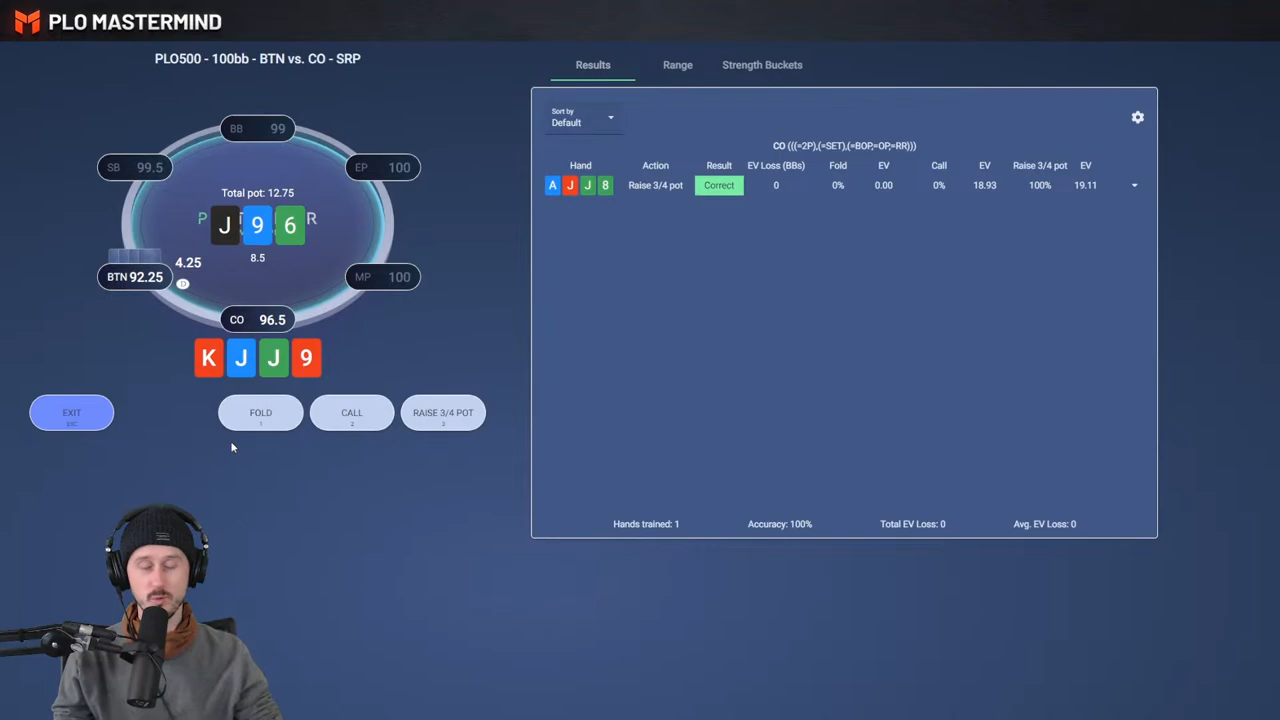 PLO MASTERMIND
PLO500 - 100bb - BTN vs. CO - SRP
BB 99
SB 99.5
EP 100
Total pot: 12.75
P R
J 9 6
8.5
4.25
BTN 92.25
D
MP 100
CO 96.5
K J J 9
EXIT
ESC
FOLD
1
CALL
2
RAISE 3/4 POT
3
Results Range Strength Buckets
Sort by
Default
CO (((=2P),(=SET),(=BOP,=OP,=RR)))
Hand Action Result EV Loss (BBs) Fold EV Call EV Raise 3/4 pot EV
A J J 8 Raise 3/4 pot Correct 0 0% 0.00 0% 18.93 100% 19.11
Hands trained: 1 Accuracy: 100% Total EV Loss: 0 Avg. EV Loss: 0